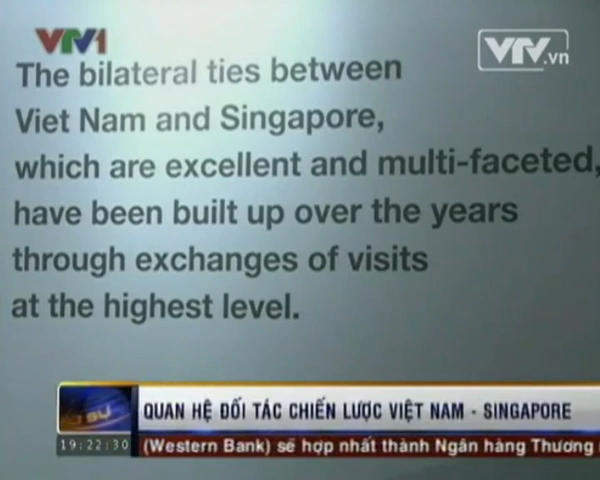 VTV1
VTV.vn
The bilateral ties between
Viet Nam and Singapore,
which are excellent and multi-faceted,
have been built up over the years
through exchanges of visits
at the highest level.
QUAN HỆ ĐỐI TÁC CHIẾN LƯỢC VIỆT NAM - SINGAPORE
19:22:30
(Western Bank) sẽ hợp nhất thành Ngân hàng Thương